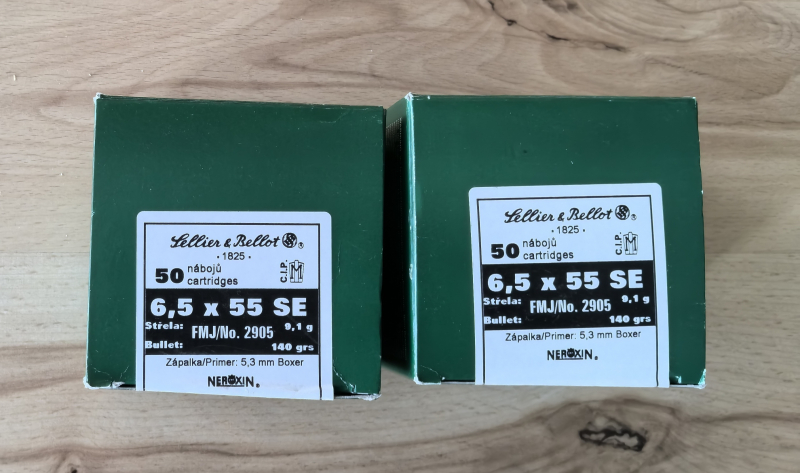 Sellier & Bellot SB ®
· 1825 ·
50 nábojů
cartridges
C.I.P.
6,5 x 55 SE
Střela: FMJ/No. 2905 9,1 g
Bullet: 140 grs
Zápalka/Primer: 5,3 mm Boxer
NEROXIN®
Sellier & Bellot SB ®
· 1825 ·
50 nábojů
cartridges
C.I.P.
6,5 x 55 SE
Střela: FMJ/No. 2905 9,1 g
Bullet: 140 grs
Zápalka/Primer: 5,3 mm Boxer
NEROXIN®